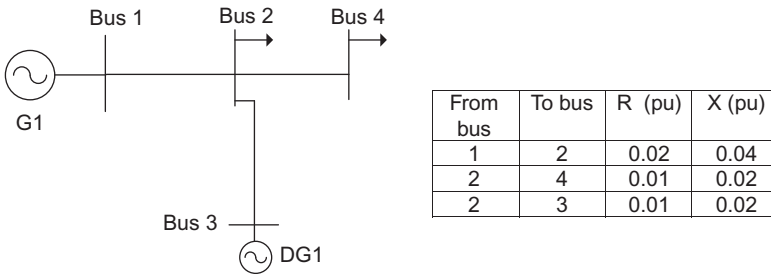 Bus 1
Bus 2
Bus 4
G1
Bus 3
DG1
From bus To bus R (pu) X (pu)
1 2 0.02 0.04
2 4 0.01 0.02
2 3 0.01 0.02